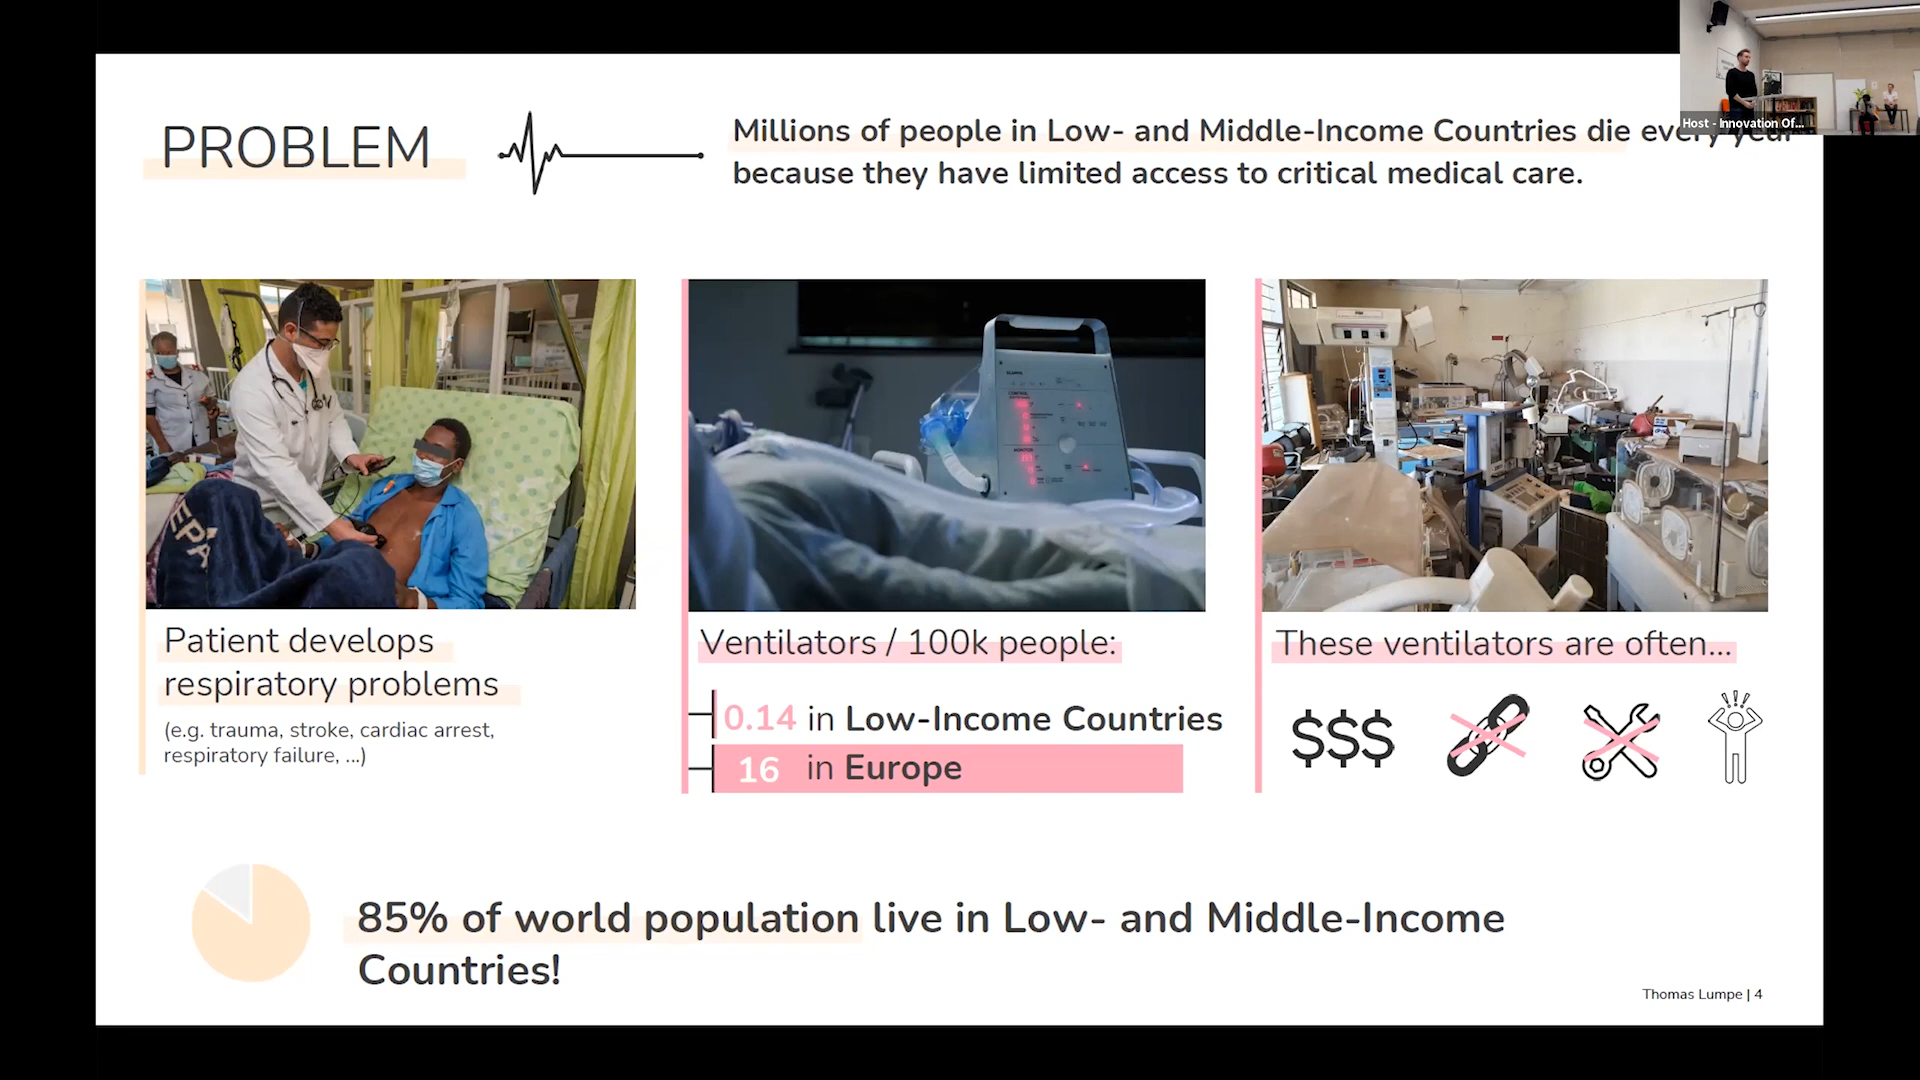 PROBLEM
Millions of people in Low- and Middle-Income Countries die every year
because they have limited access to critical medical care.
Host - Innovation Of...
EPA
Patient develops
respiratory problems
(e.g. trauma, stroke, cardiac arrest,
respiratory failure, ...)
Ventilators / 100k people:
0.14 in Low-Income Countries
16 in Europe
These ventilators are often...
$$$
85% of world population live in Low- and Middle-Income
Countries!
Thomas Lumpe | 4